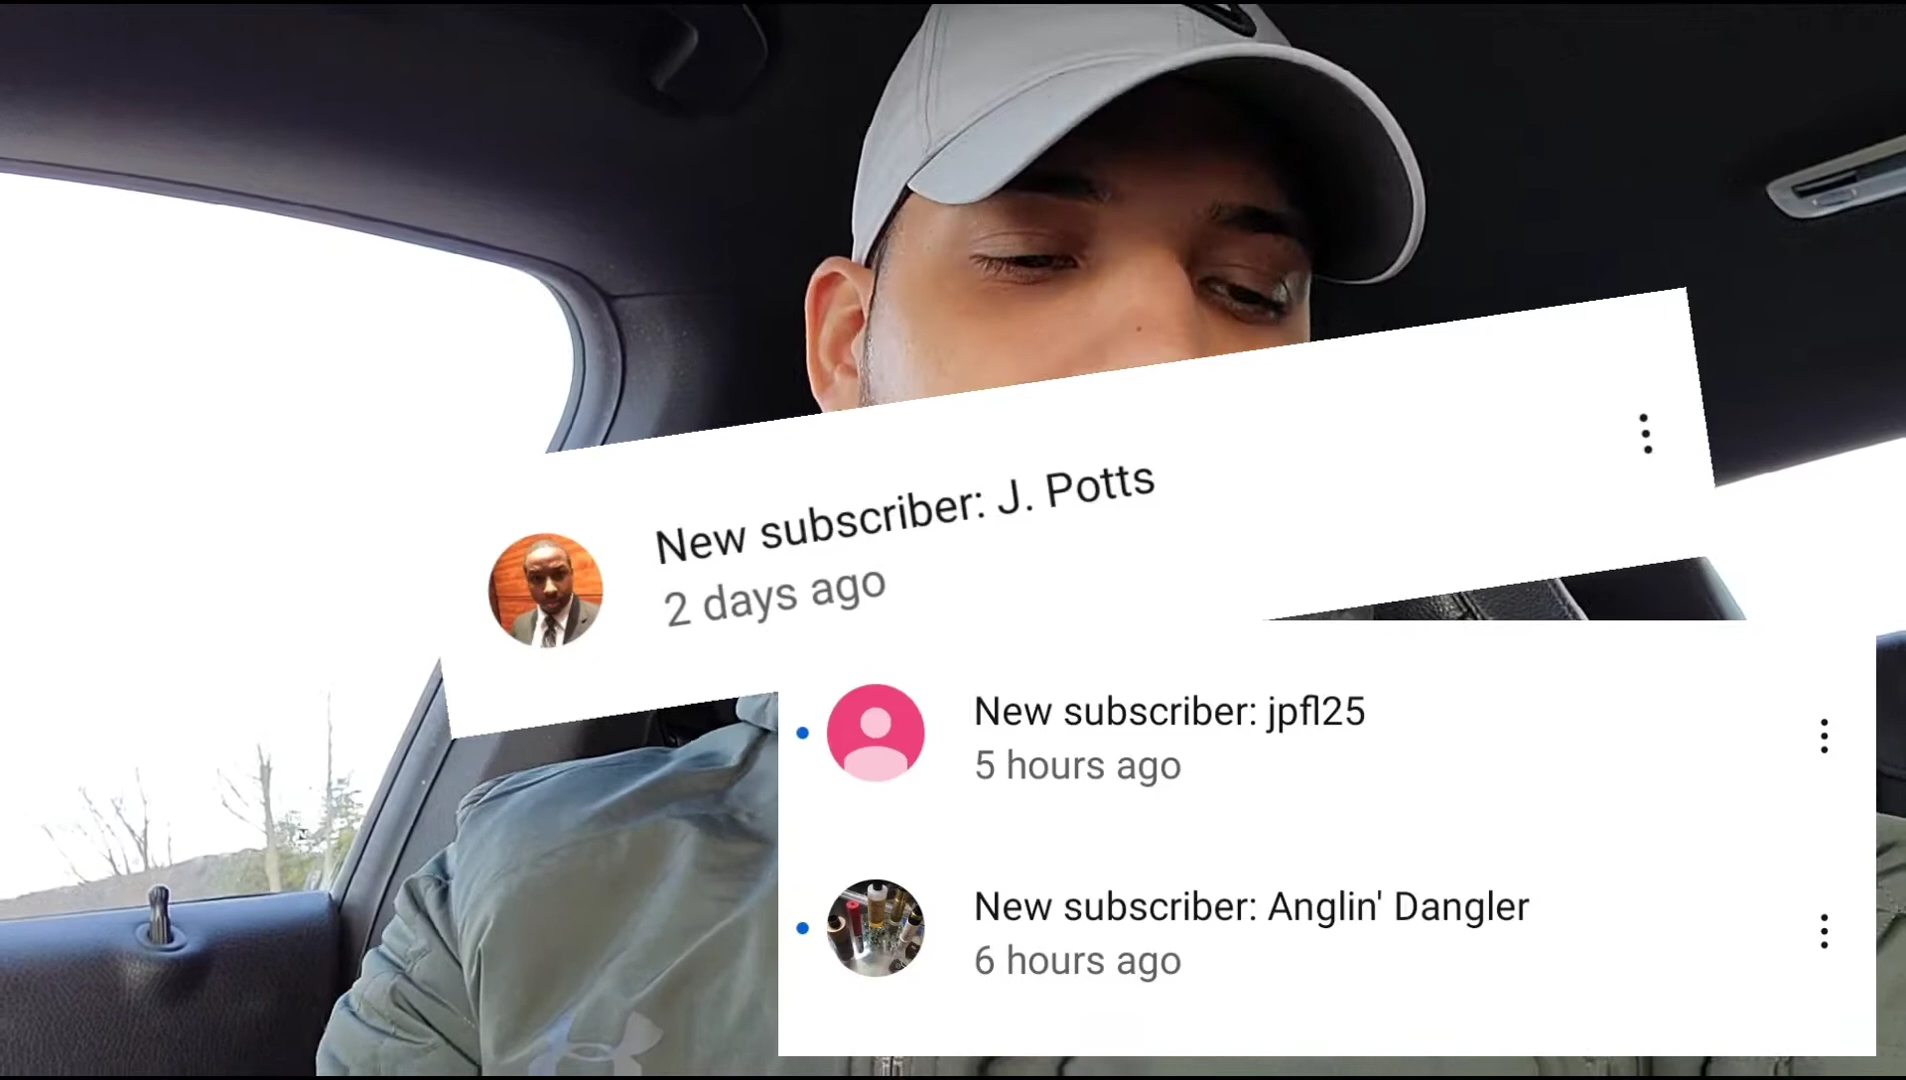 New subscriber: J. Potts
2 days ago
New subscriber: jpfl25
5 hours ago
New subscriber: Anglin' Dangler
6 hours ago